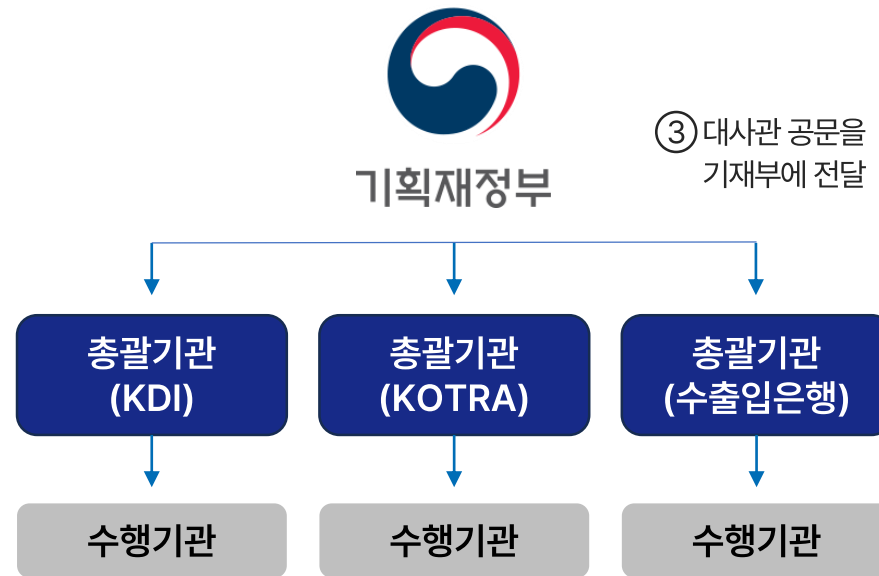 ③ 대사관 공문을
기재부에 전달
기획재정부
총괄기관
(KDI)
총괄기관
(KOTRA)
총괄기관
(수출입은행)
수행기관
수행기관
수행기관